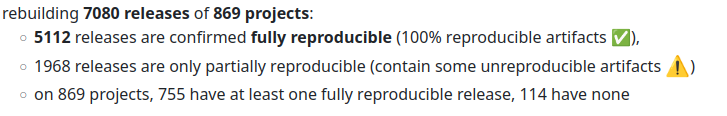 rebuilding 7080 releases of 869 projects:
◦ 5112 releases are confirmed fully reproducible (100% reproducible artifacts ✅),
◦ 1968 releases are only partially reproducible (contain some unreproducible artifacts ⚠️)
◦ on 869 projects, 755 have at least one fully reproducible release, 114 have none